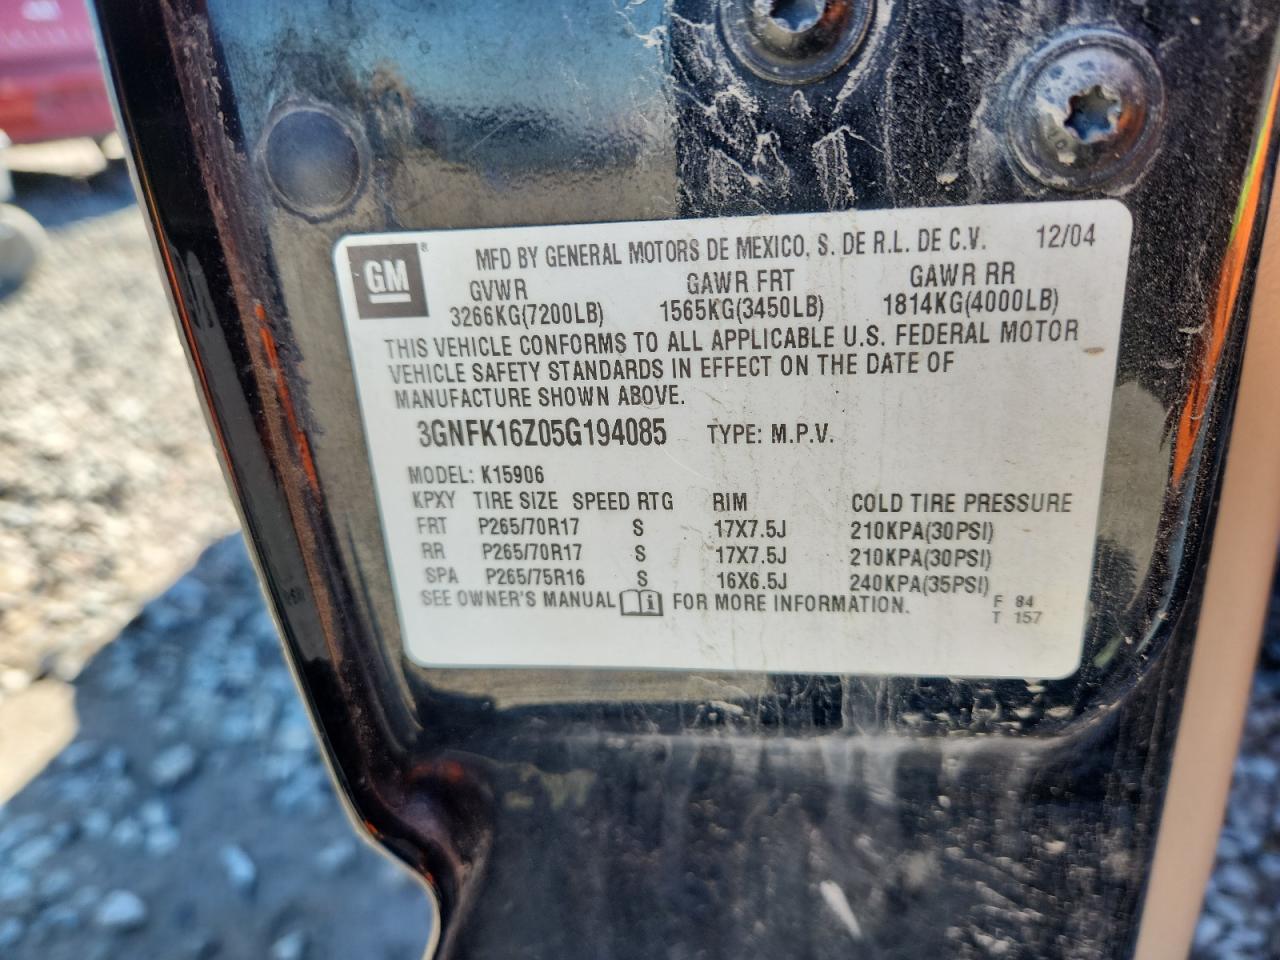 GM ® MFD BY GENERAL MOTORS DE MEXICO, S. DE R.L. DE C.V. 12/04
GVWR GAWR FRT GAWR RR
3266KG(7200LB) 1565KG(3450LB) 1814KG(4000LB)
THIS VEHICLE CONFORMS TO ALL APPLICABLE U.S. FEDERAL MOTOR
VEHICLE SAFETY STANDARDS IN EFFECT ON THE DATE OF
MANUFACTURE SHOWN ABOVE.
3GNFK16Z05G194085 TYPE: M.P.V.
MODEL: K15906
KPXY TIRE SIZE SPEED RTG RIM COLD TIRE PRESSURE
FRT P265/70R17 S 17X7.5J 210KPA(30PSI)
RR P265/70R17 S 17X7.5J 210KPA(30PSI)
SPA P265/75R16 S 16X6.5J 240KPA(35PSI)
SEE OWNER'S MANUAL FOR MORE INFORMATION. F 84
T 157